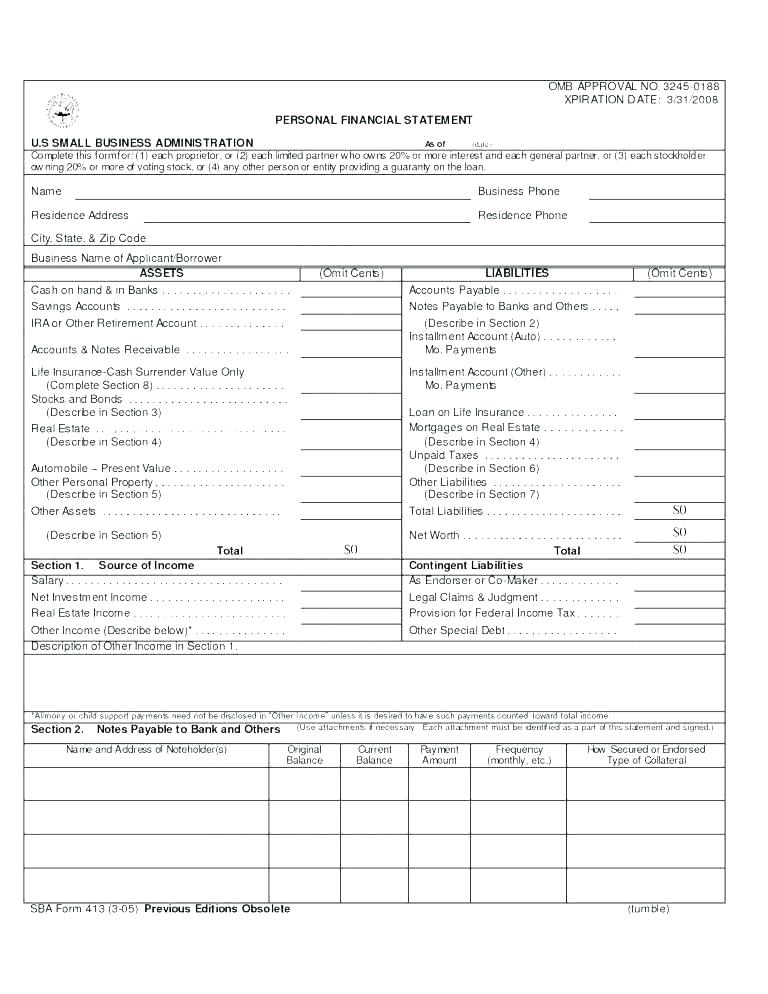 OMB APPROVAL NO. 3245-0188
XPIRATION DATE: 3/31/2008
PERSONAL FINANCIAL STATEMENT
U.S SMALL BUSINESS ADMINISTRATION As of (date)
Complete this form for: (1) each proprietor, or (2) each limited partner who owns 20% or more interest and each general partner, or (3) each stockholder
owning 20% or more of voting stock, or (4) any other person or entity providing a guaranty on the loan.
Name Business Phone
Residence Address Residence Phone
City, State, & Zip Code
Business Name of Applicant/Borrower
ASSETS (Omit Cents) LIABILITIES (Omit Cents)
Cash on hand & in Banks . . . . . . . . . . . . . . . . . . . . . Accounts Payable . . . . . . . . . . . . . . . . . . .
Savings Accounts . . . . . . . . . . . . . . . . . . . . . . . . . . Notes Payable to Banks and Others . . . . .
IRA or Other Retirement Account . . . . . . . . . . . . . . (Describe in Section 2)
Installment Account (Auto) . . . . . . . . . . . .
Accounts & Notes Receivable . . . . . . . . . . . . . . . . . Mo. Payments
Life Insurance-Cash Surrender Value Only Installment Account (Other) . . . . . . . . . . . .
(Complete Section 8) . . . . . . . . . . . . . . . . . . . . . Mo. Payments
Stocks and Bonds . . . . . . . . . . . . . . . . . . . . . . . . . .
(Describe in Section 3) Loan on Life Insurance . . . . . . . . . . . . . . .
Real Estate . . . . . . . . . . . . . . . . . . . . . . . . . . . . . . . Mortgages on Real Estate . . . . . . . . . . . . .
(Describe in Section 4) (Describe in Section 4)
Unpaid Taxes . . . . . . . . . . . . . . . . . . . . . .
Automobile – Present Value . . . . . . . . . . . . . . . . . . (Describe in Section 6)
Other Personal Property . . . . . . . . . . . . . . . . . . . . . Other Liabilities . . . . . . . . . . . . . . . . . . . . .
(Describe in Section 5) (Describe in Section 7)
Other Assets . . . . . . . . . . . . . . . . . . . . . . . . . . . . . Total Liabilities . . . . . . . . . . . . . . . . . . . . . . $0
(Describe in Section 5) Net Worth . . . . . . . . . . . . . . . . . . . . . . . . . . $0
Total $0 Total $0
Section 1. Source of Income Contingent Liabilities
Salary . . . . . . . . . . . . . . . . . . . . . . . . . . . . . . . . . . . . As Endorser or Co-Maker . . . . . . . . . . . . .
Net Investment Income . . . . . . . . . . . . . . . . . . . . . . Legal Claims & Judgment . . . . . . . . . . . . .
Real Estate Income . . . . . . . . . . . . . . . . . . . . . . . . . Provision for Federal Income Tax . . . . . . .
Other Income (Describe below)* . . . . . . . . . . . . . . . Other Special Debt . . . . . . . . . . . . . . . . . .
Description of Other Income in Section 1.
*Alimony or child support payments need not be disclosed in "Other Income" unless it is desired to have such payments counted toward total income.
Section 2. Notes Payable to Bank and Others (Use attachments if necessary. Each attachment must be identified as a part of this statement and signed.)
Name and Address of Noteholder(s) Original Current Payment Frequency How Secured or Endorsed
Balance Balance Amount (monthly, etc.) Type of Collateral
SBA Form 413 (3-05) Previous Editions Obsolete (tumble)